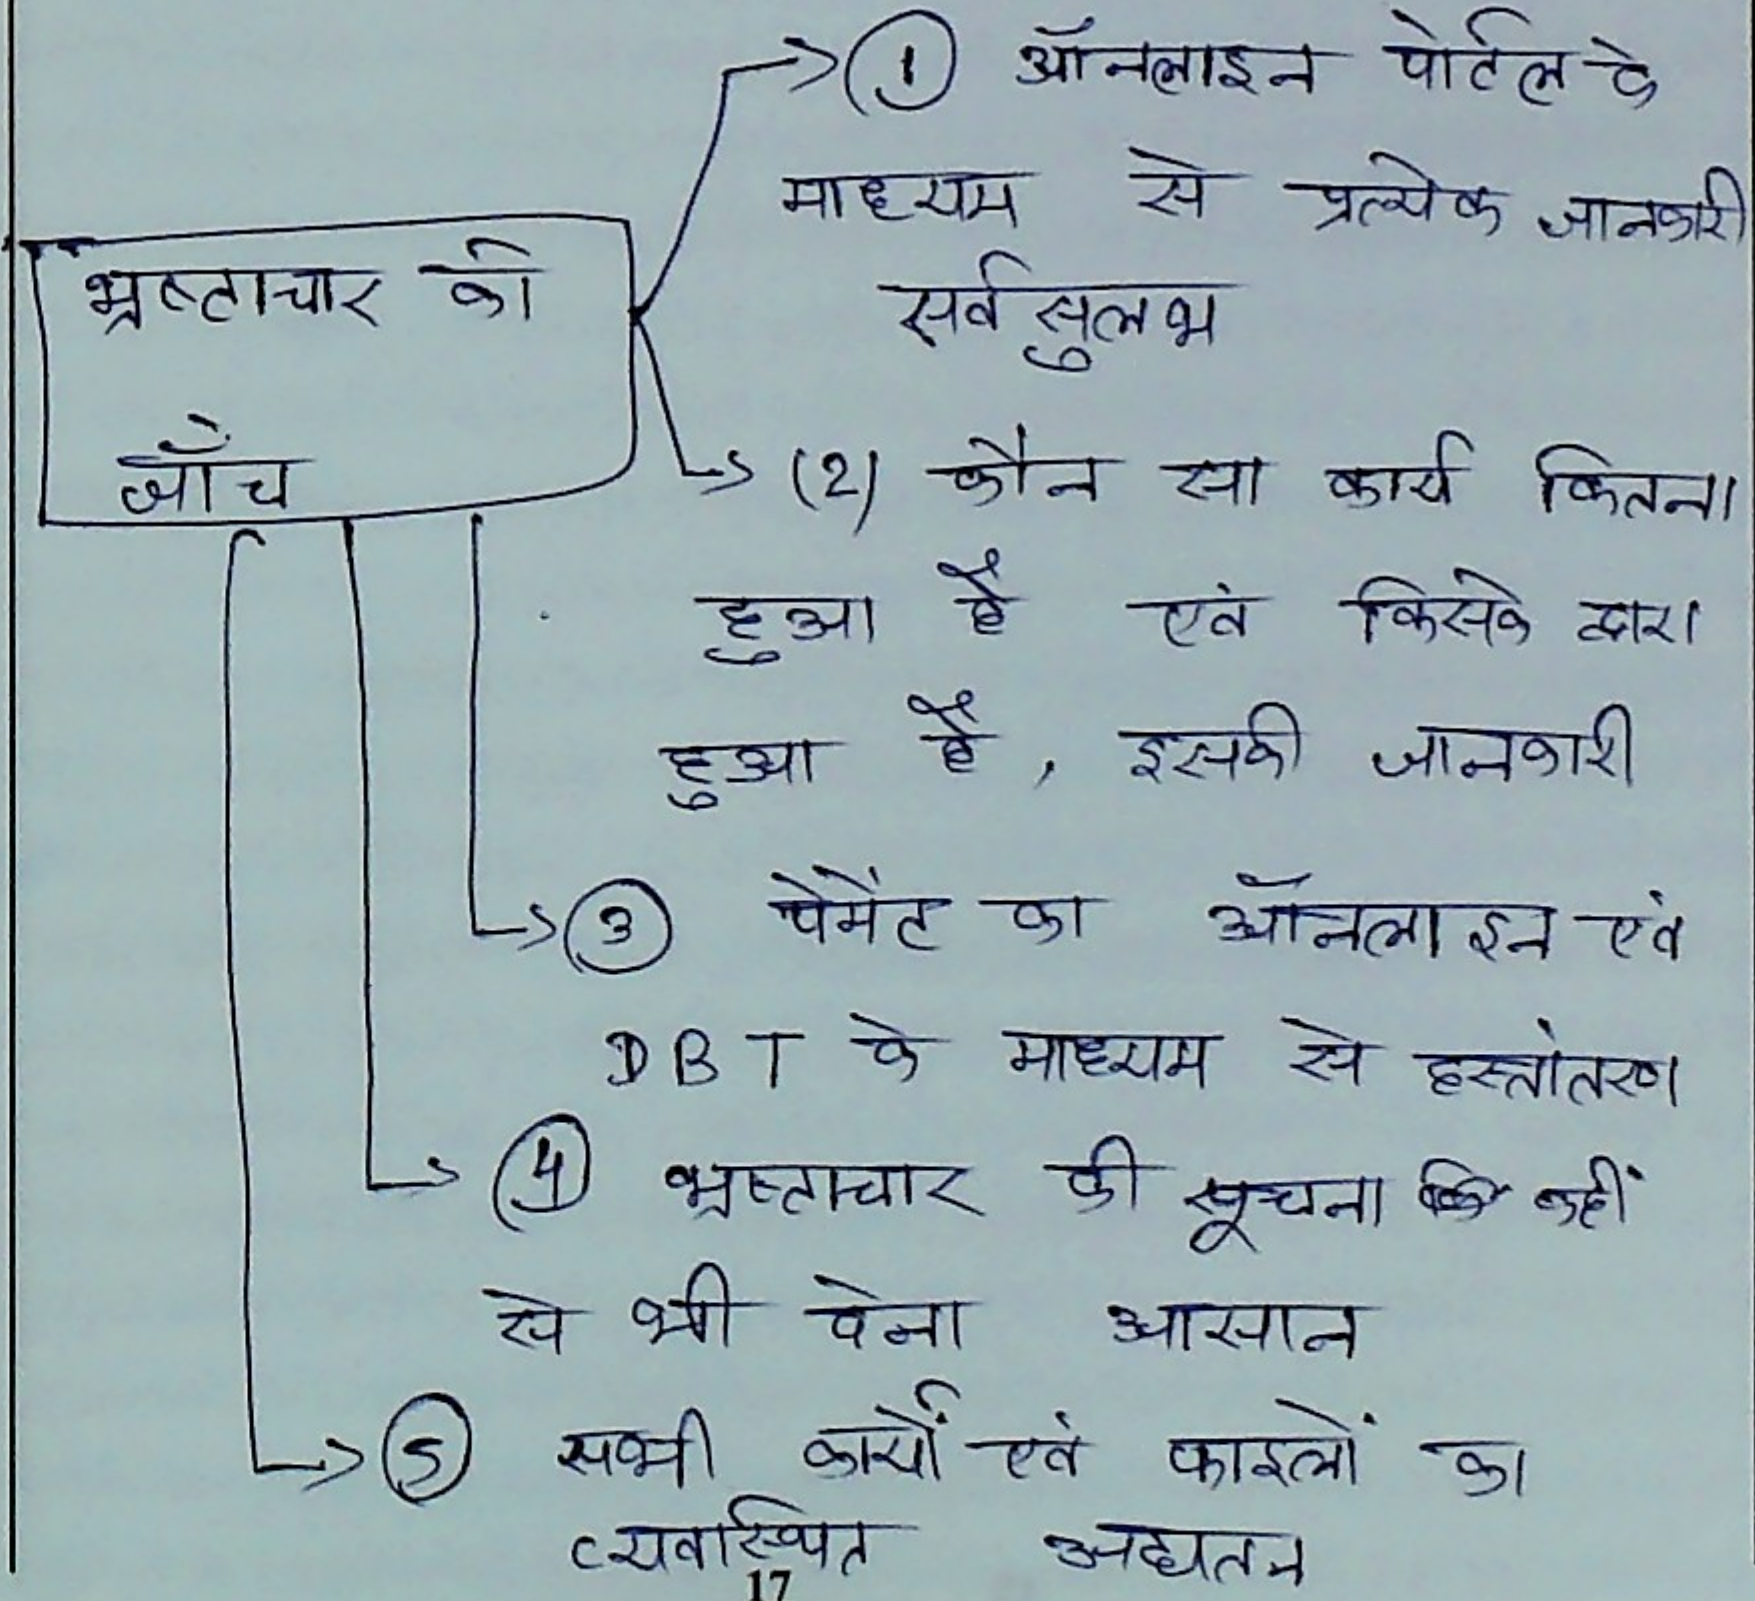 भ्रष्टाचार की
जाँच
① ऑनलाइन पोर्टल के
माध्यम से प्रत्येक जानकारी
सर्वसुलभ
(2) कौन सा कार्य कितना
हुआ है एवं किसके द्वारा
हुआ है, इसकी जानकारी
③ पेमेंट का ऑनलाइन एवं
DBT के माध्यम से हस्तांतरण
④ भ्रष्टाचार की सूचना कहीं
से भी देना आसान
⑤ सभी कार्यों एवं फाइलों का
व्यवस्थित अद्यतन
17